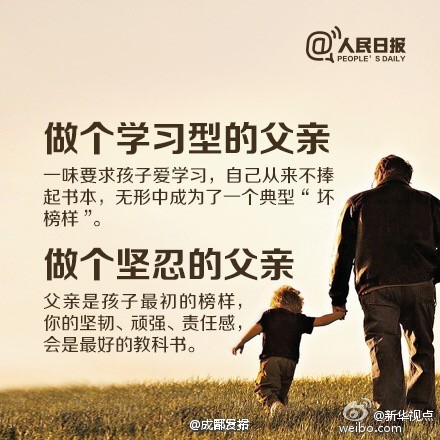 @人民日报
PEOPLE'S DAILY
做个学习型的父亲
一味要求孩子爱学习，自己从来不捧
起书本，无形中成为了一个典型“坏
榜样”。
做个坚忍的父亲
父亲是孩子最初的榜样，
你的坚韧、顽强、责任感，
会是最好的教科书。
@成都发布
@新华视点
weibo.com